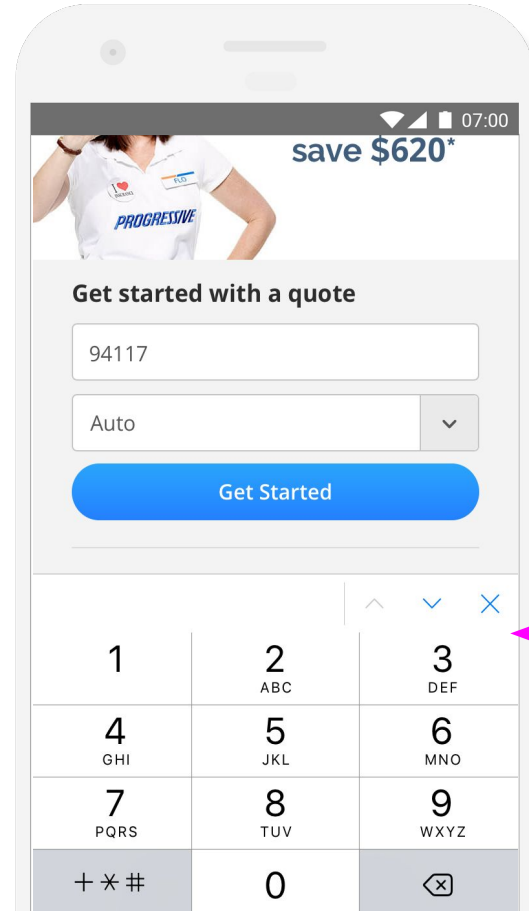 07:00
save $620*
I ❤
FLO
PROGRESSIVE
Get started with a quote
94117
Auto
Get Started
1
2
ABC
3
DEF
4
GHI
5
JKL
6
MNO
7
PQRS
8
TUV
9
WXYZ
+*#
0